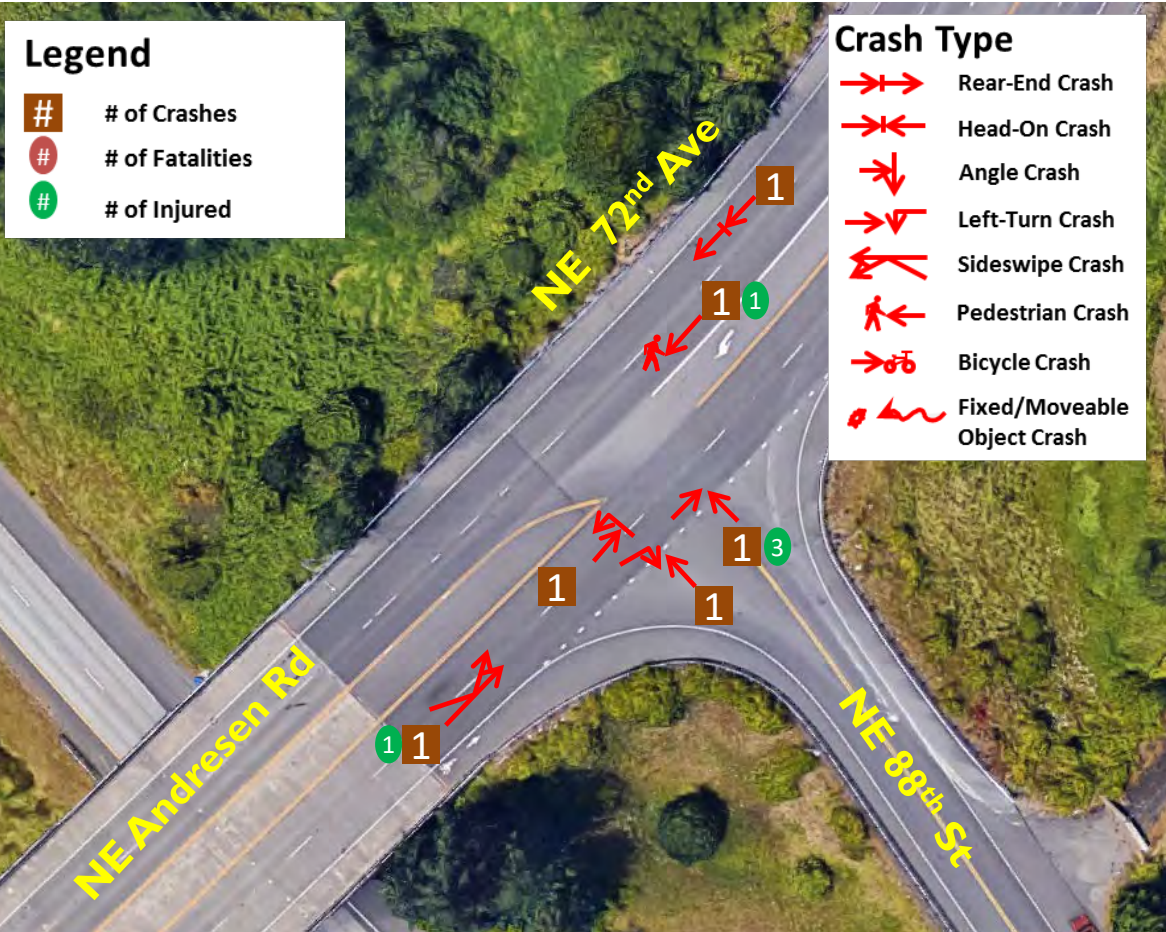 Legend
# # of Crashes
# # of Fatalities
# # of Injured
Crash Type
Rear-End Crash
Head-On Crash
Angle Crash
Left-Turn Crash
Sideswipe Crash
Pedestrian Crash
Bicycle Crash
Fixed/Moveable
Object Crash
NE 72nd Ave
1
1 1
1 3
1
1
1 1
NE Andresen Rd
NE 88th St